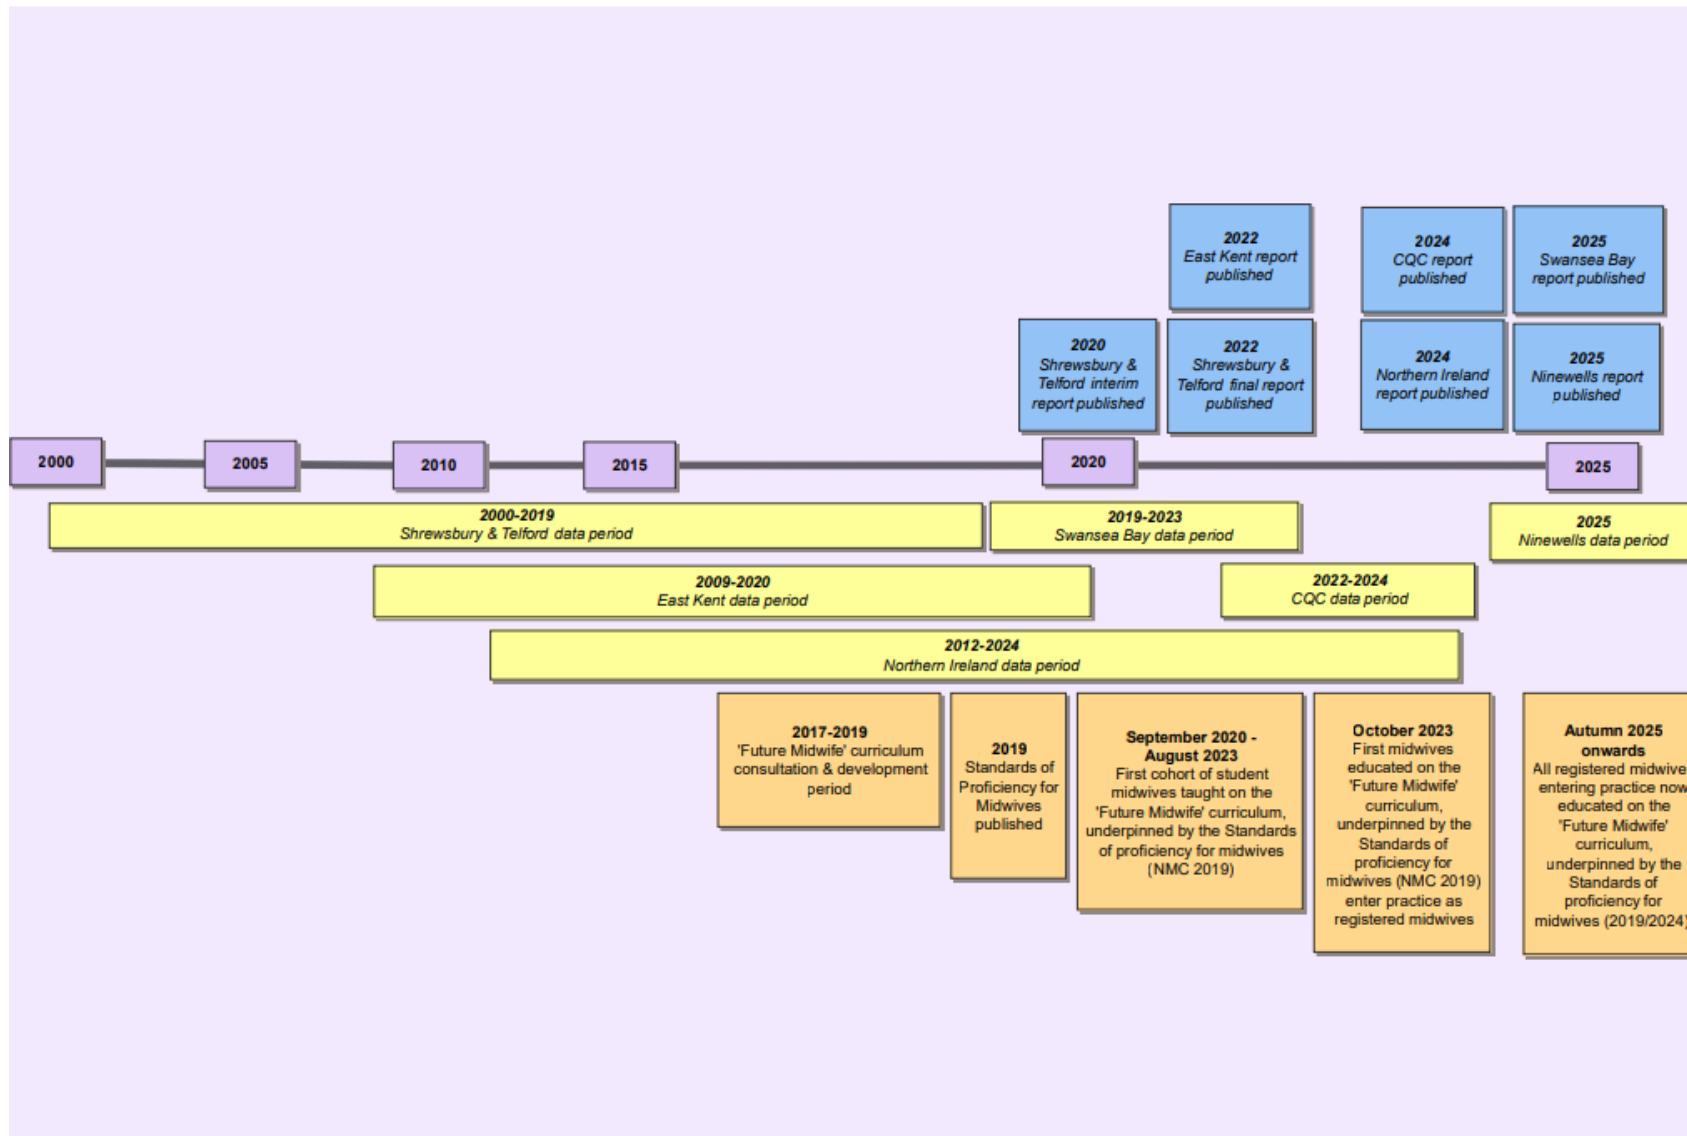 2022
East Kent report
published
2024
CQC report
published
2025
Swansea Bay
report published
2020
Shrewsbury &
Telford interim
report published
2022
Shrewsbury &
Telford final report
published
2024
Northern Ireland
report published
2025
Ninewells report
published
2000
2005
2010
2015
2020
2025
2000-2019
Shrewsbury & Telford data period
2019-2023
Swansea Bay data period
2025
Ninewells data period
2009-2020
East Kent data period
2022-2024
CQC data period
2012-2024
Northern Ireland data period
2017-2019
'Future Midwife' curriculum
consultation & development
period
2019
Standards of
Proficiency for
Midwives
published
September 2020 -
August 2023
First cohort of student
midwives taught on the
'Future Midwife' curriculum,
underpinned by the Standards
of proficiency for midwives
(NMC 2019)
October 2023
First midwives
educated on the
'Future Midwife'
curriculum,
underpinned by the
Standards of
proficiency for
midwives (NMC 2019)
enter practice as
registered midwives
Autumn 2025
onwards
All registered midwive
entering practice now
educated on the
'Future Midwife'
curriculum,
underpinned by the
Standards of
proficiency for
midwives (2019/2024)